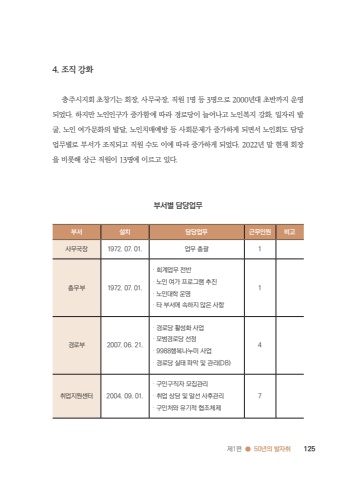 4. 조직 강화
충주시지회 초창기는 회장, 사무국장, 직원 1명 등 3명으로 2000년대 초반까지 운영
되었다. 하지만 노인인구가 증가함에 따라 경로당이 늘어나고 노인복지 강화, 일자리 발
굴, 노인 여가문화의 발달, 노인치매예방 등 사회문제가 증가하게 되면서 노인회도 담당
업무별로 부서가 조직되고 직원 수도 이에 따라 증가하게 되었다. 2022년 말 현재 회장
을 비롯해 상근 직원이 13명에 이르고 있다.
부서별 담당업무
부서 설치 담당업무 근무인원 비고
사무국장 1972. 07. 01. 업무 총괄 1
총무부 1972. 07. 01. 1
· 회계업무 전반
· 노인 여가 프로그램 추진
· 노인대학 운영
· 타 부서에 속하지 않은 사항
경로부 2007. 06. 21. 4
· 경로당 활성화 사업
· 모범경로당 선정
· 9988행복나누미 사업
· 경로당 실태 파악 및 관리(DB)
취업지원센터 2004. 09. 01. 7
· 구인구직자 모집관리
· 취업 상담 및 알선 사후관리
· 구인처와 유기적 협조체제
제1편 ● 50년의 발자취 125